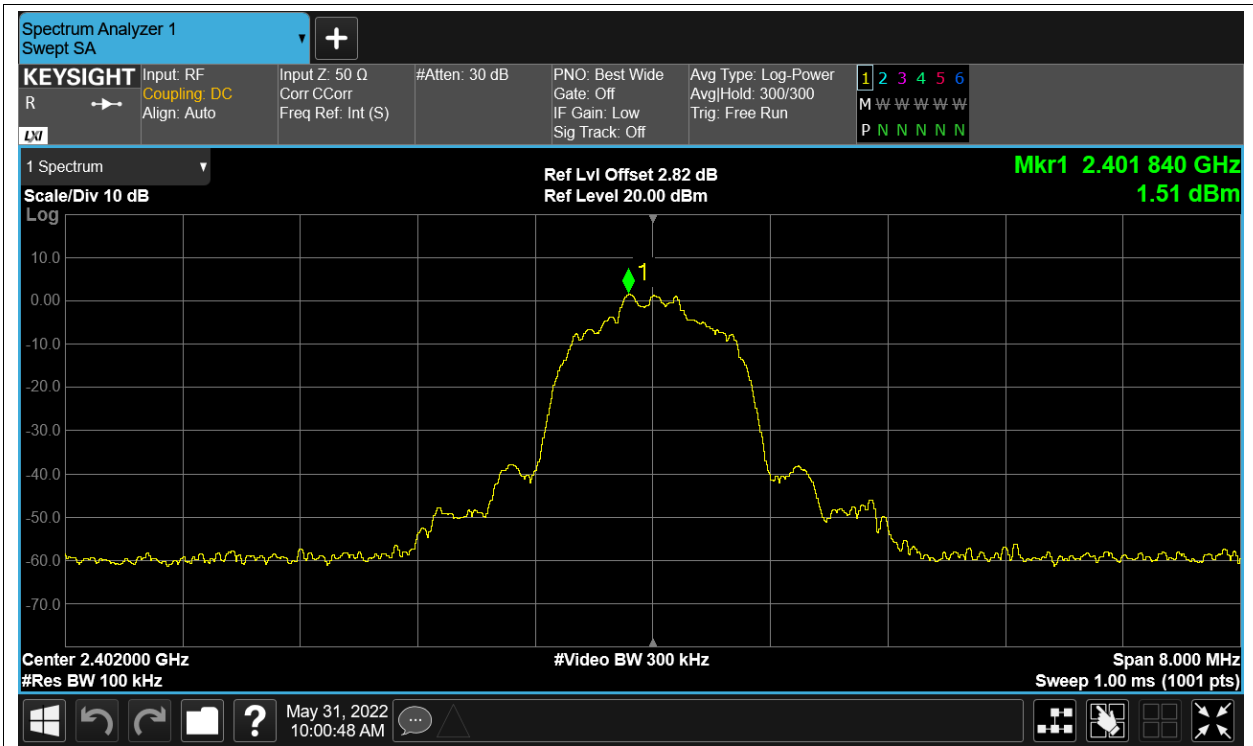 Spectrum Analyzer 1
Swept SA
KEYSIGHT
R
LXI
Input: RF
Coupling: DC
Align: Auto
Input Z: 50 Ω
Corr CCorr
Freq Ref: Int (S)
#Atten: 30 dB
PNO: Best Wide
Gate: Off
IF Gain: Low
Sig Track: Off
Avg Type: Log-Power
Avg|Hold: 300/300
Trig: Free Run
1 2 3 4 5 6
M W W W W W
P N N N N N
1 Spectrum
Scale/Div 10 dB
Log
Ref Lvl Offset 2.82 dB
Ref Level 20.00 dBm
Mkr1 2.401 840 GHz
1.51 dBm
1
10.0
0.00
-10.0
-20.0
-30.0
-40.0
-50.0
-60.0
-70.0
Center 2.402000 GHz
#Res BW 100 kHz
#Video BW 300 kHz
Span 8.000 MHz
Sweep 1.00 ms (1001 pts)
?
May 31, 2022
10:00:48 AM